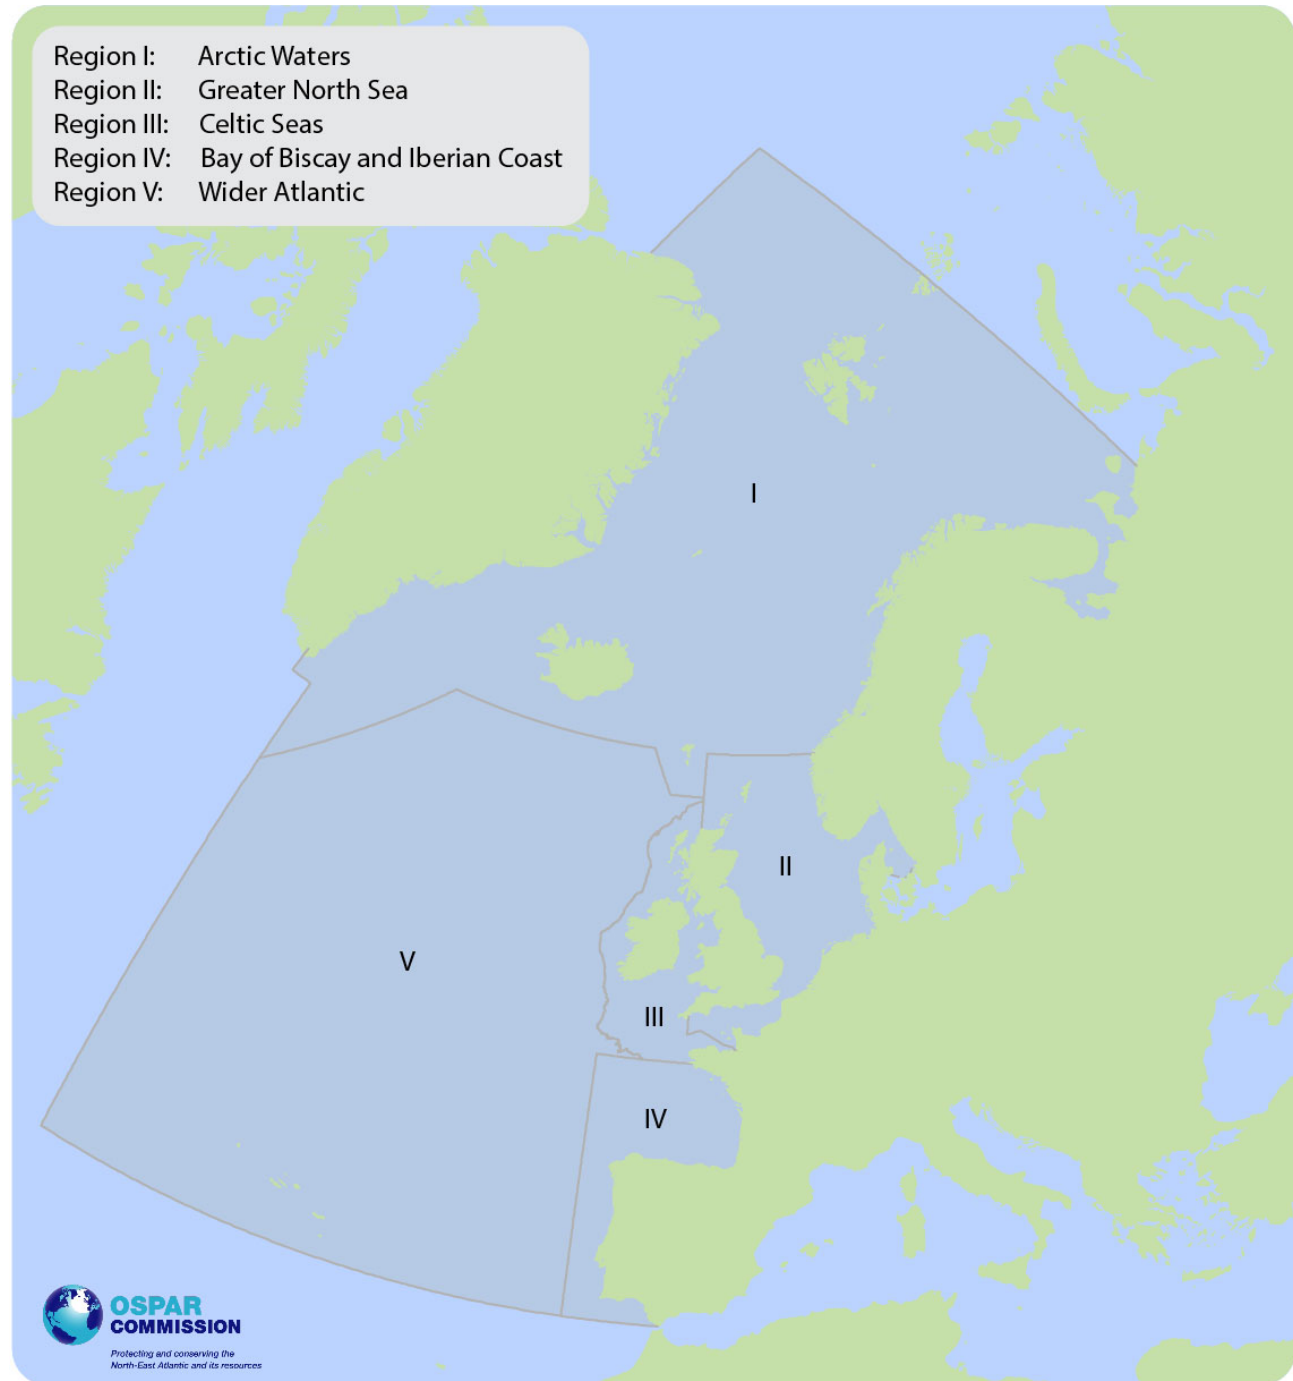 Region I: Arctic Waters
Region II: Greater North Sea
Region III: Celtic Seas
Region IV: Bay of Biscay and Iberian Coast
Region V: Wider Atlantic
I
II
V
III
IV
OSPAR
COMMISSION
Protecting and conserving the
North-East Atlantic and its resources